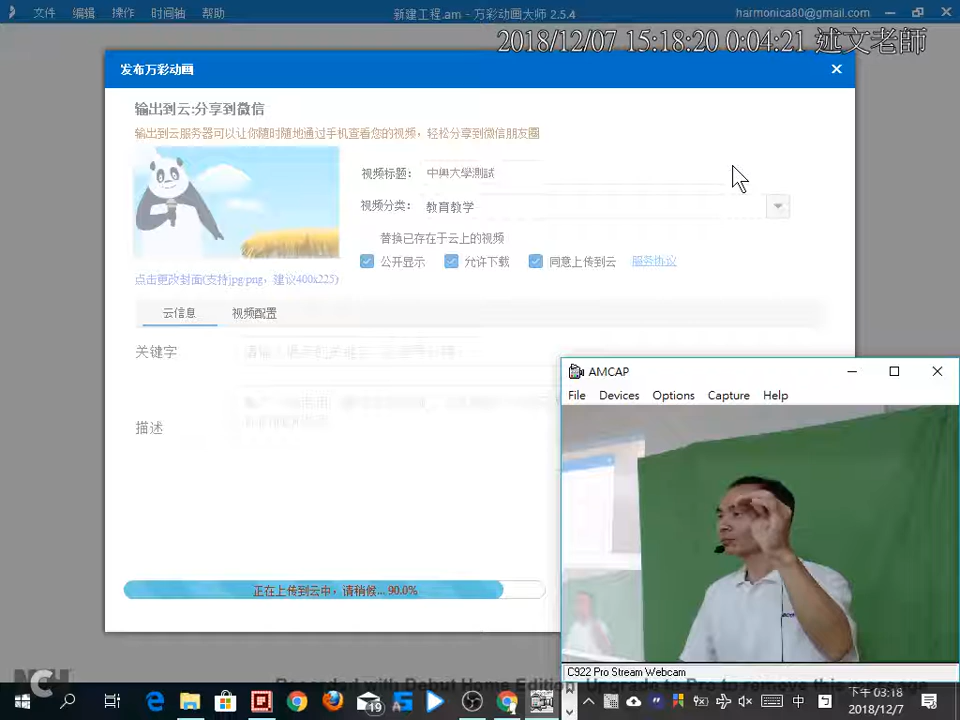 文件 编辑 操作 时间轴 帮助 新建工程.am - 万彩动画大师 2.5.4 harmonica80@gmail.com
2018/12/07 15:18:20 0:04:21 述文老師
发布万彩动画
输出到云:分享到微信
输出到云服务器可以让你随时随地通过手机查看您的视频，轻松分享到微信朋友圈
视频标题: 中興大學測試
视频分类: 教育教学
替换已存在于云上的视频
公开显示 允许下载 同意上传到云 服务协议
点击更改封面(支持jpg/png，建议400x225)
云信息 视频配置
关键字
描述
AMCAP
File Devices Options Capture Help
正在上传到云中，请稍候... 90.0%
C922 Pro Stream Webcam
NCH
Recorded with Debut Home Edition. Upgrade to Pro to remove this message
19
中
下午 03:18
2018/12/7